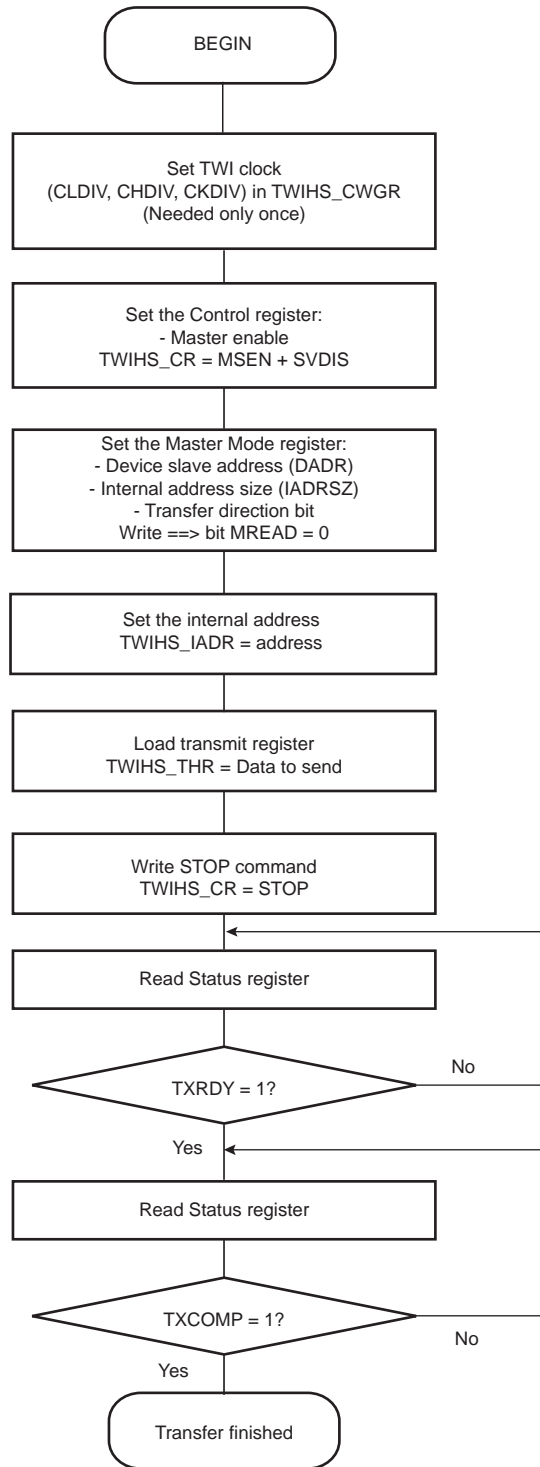 BEGIN
Set TWI clock
(CLDIV, CHDIV, CKDIV) in TWIHS_CWGR
(Needed only once)
Set the Control register:
- Master enable
TWIHS_CR = MSEN + SVDIS
Set the Master Mode register:
- Device slave address (DADR)
- Internal address size (IADRSZ)
- Transfer direction bit
Write ==> bit MREAD = 0
Set the internal address
TWIHS_IADR = address
Load transmit register
TWIHS_THR = Data to send
Write STOP command
TWIHS_CR = STOP
Read Status register
TXRDY = 1?
No
Yes
Read Status register
TXCOMP = 1?
No
Yes
Transfer finished